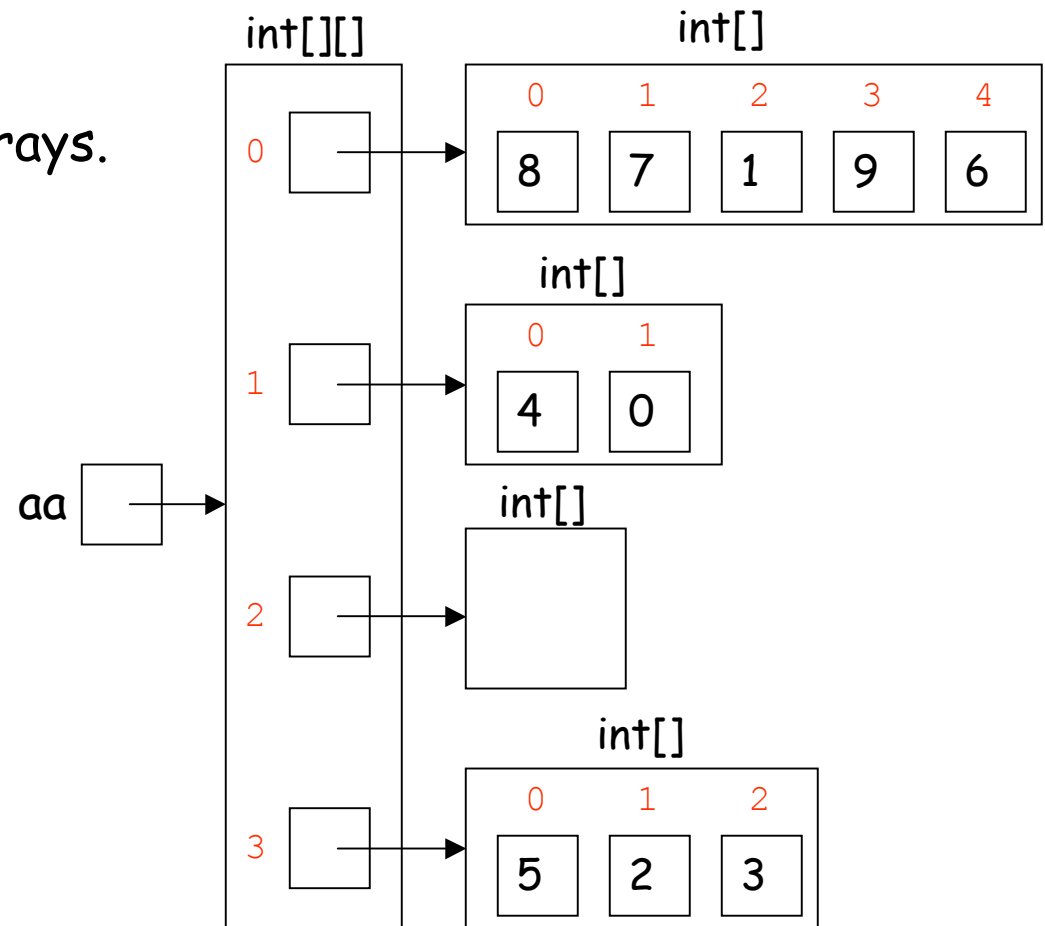 int[][] int[]
0 1 2 3 4
rays.
0 8 7 1 9 6
int[]
0 1
1 4 0
aa
int[]
2
int[]
0 1 2
3 5 2 3